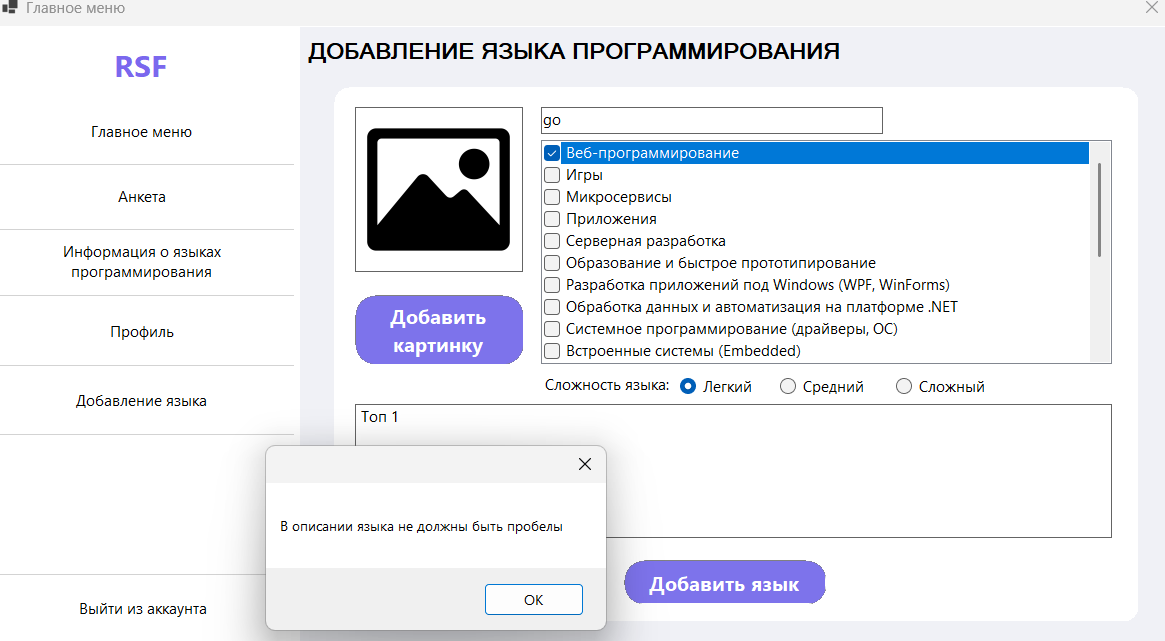 Главное меню
RSF
Главное меню
Анкета
Информация о языках
программирования
Профиль
Добавление языка
Выйти из аккаунта
ДОБАВЛЕНИЕ ЯЗЫКА ПРОГРАММИРОВАНИЯ
Добавить
картинку
go
Веб-программирование
Игры
Микросервисы
Приложения
Серверная разработка
Образование и быстрое прототипирование
Разработка приложений под Windows (WPF, WinForms)
Обработка данных и автоматизация на платформе .NET
Системное программирование (драйверы, ОС)
Встроенные системы (Embedded)
Сложность языка: Легкий Средний Сложный
Топ 1
В описании языка не должны быть пробелы
ОК
Добавить язык